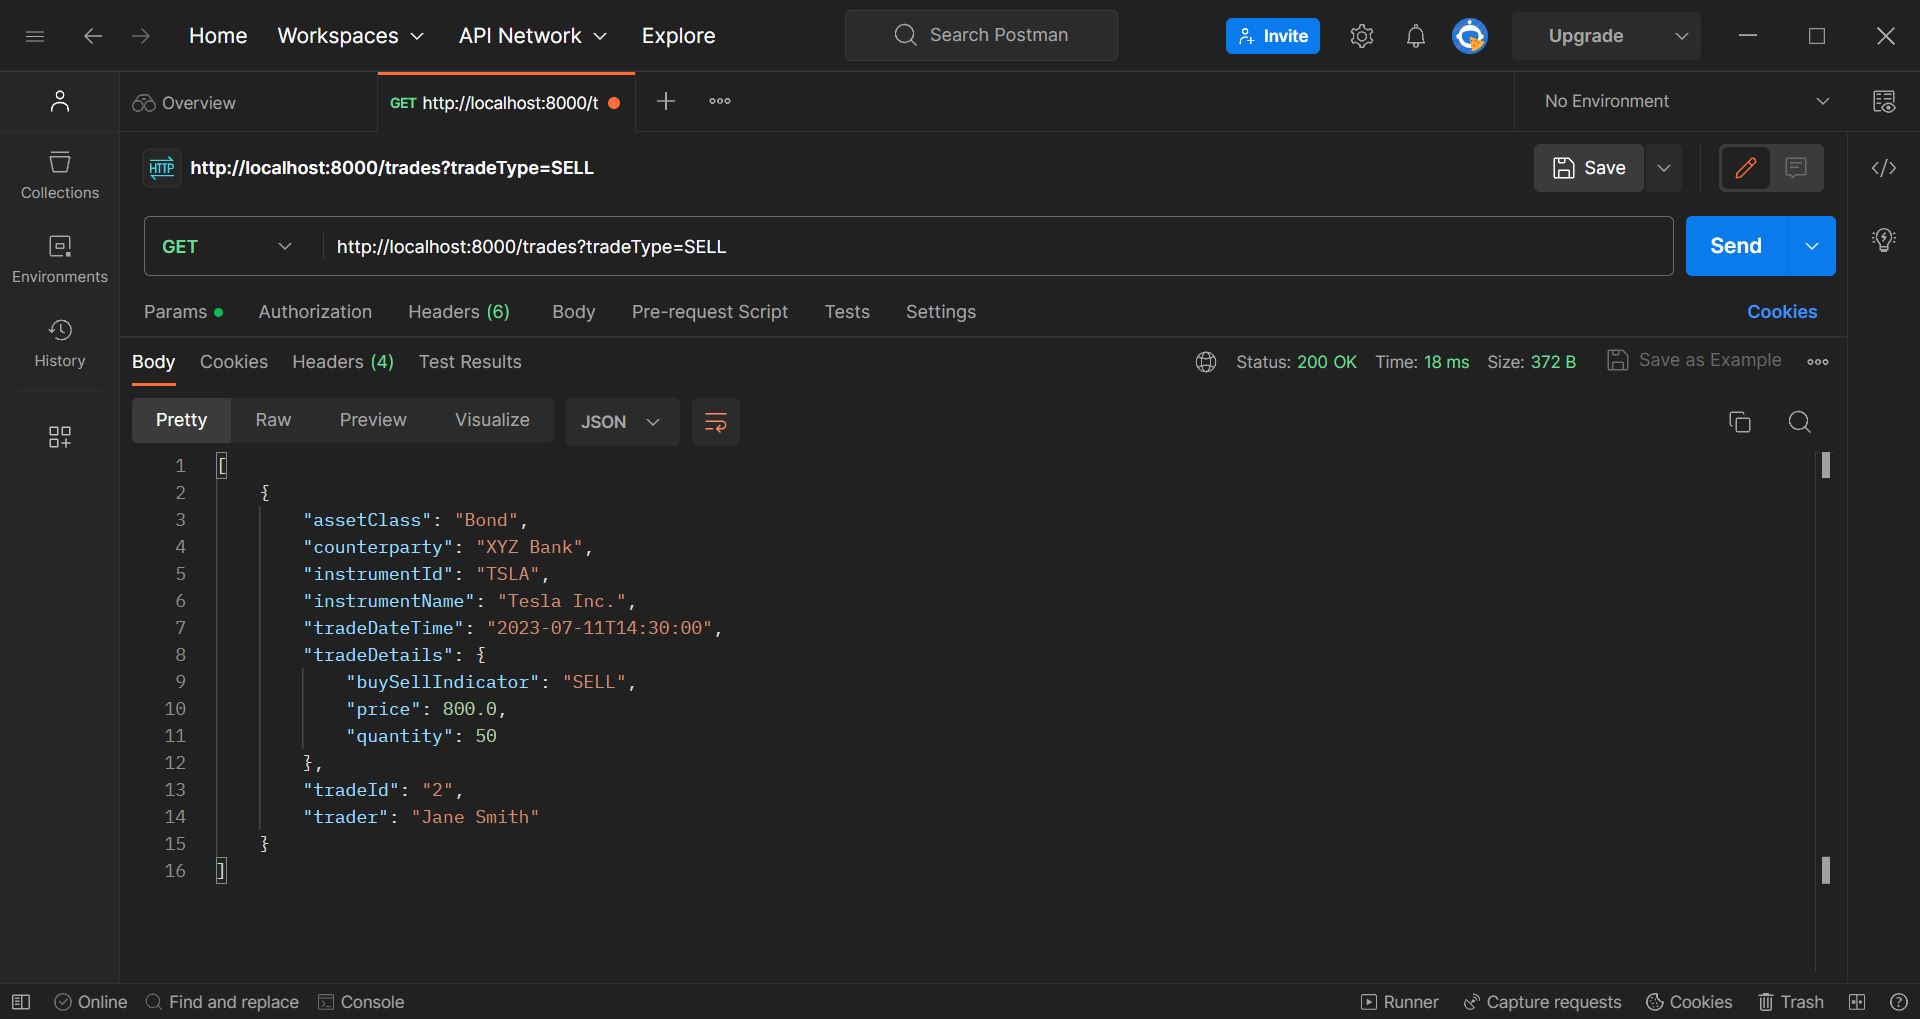 Home Workspaces API Network Explore Search Postman Invite Upgrade
Overview GET http://localhost:8000/t No Environment
HTTP http://localhost:8000/trades?tradeType=SELL Save
Collections
GET http://localhost:8000/trades?tradeType=SELL Send
Environments
Params Authorization Headers (6) Body Pre-request Script Tests Settings Cookies
History
Body Cookies Headers (4) Test Results Status: 200 OK Time: 18 ms Size: 372 B Save as Example
Pretty Raw Preview Visualize JSON
1 [
2 {
3 "assetClass": "Bond",
4 "counterparty": "XYZ Bank",
5 "instrumentId": "TSLA",
6 "instrumentName": "Tesla Inc.",
7 "tradeDateTime": "2023-07-11T14:30:00",
8 "tradeDetails": {
9 "buySellIndicator": "SELL",
10 "price": 800.0,
11 "quantity": 50
12 },
13 "tradeId": "2",
14 "trader": "Jane Smith"
15 }
16 ]
Online Find and replace Console Runner Capture requests Cookies Trash